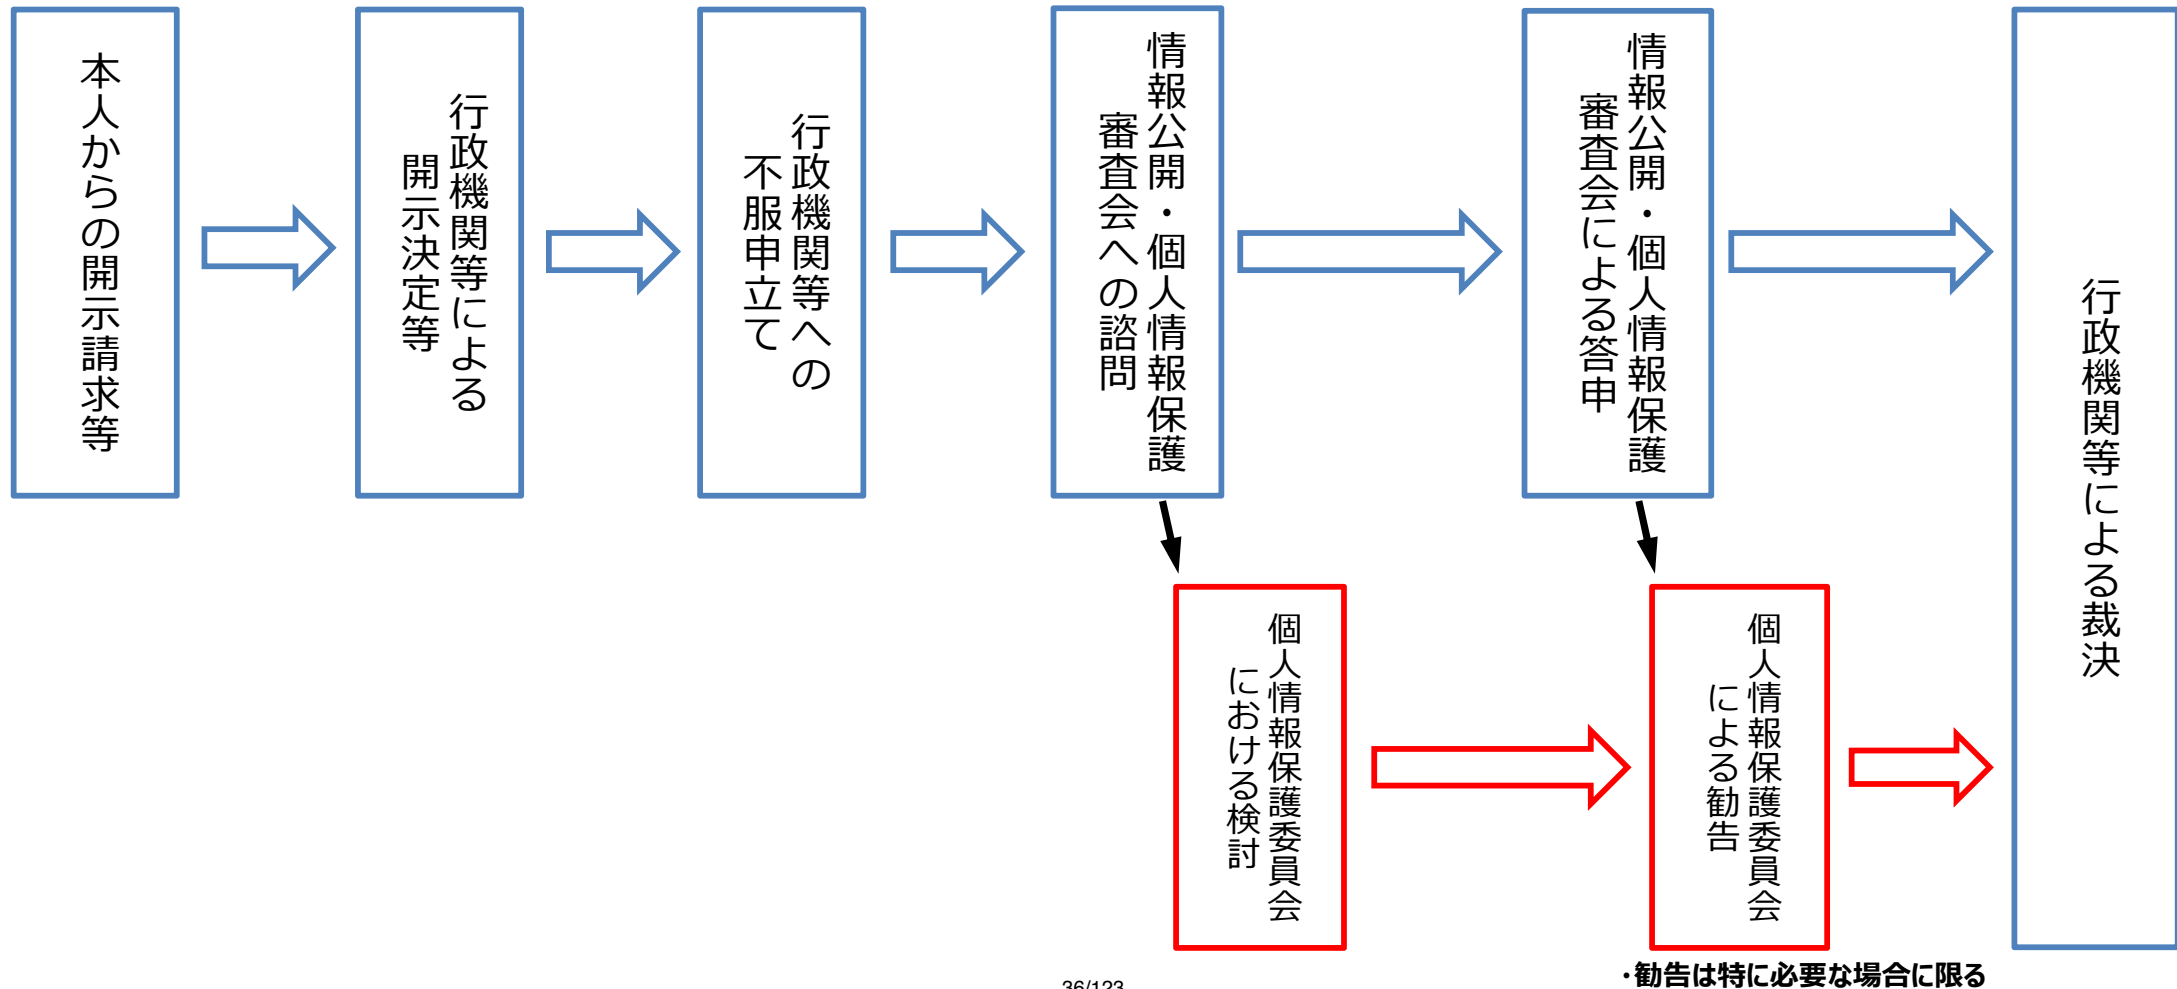 本人からの開示請求等
行政機関等による
開示決定等
行政機関等への
不服申立て
情報公開・個人情報保護
審査会への諮問
情報公開・個人情報保護
審査会による答申
行政機関等による裁決
個人情報保護委員会
における検討
個人情報保護委員会
による勧告
・勧告は特に必要な場合に限る
36/123